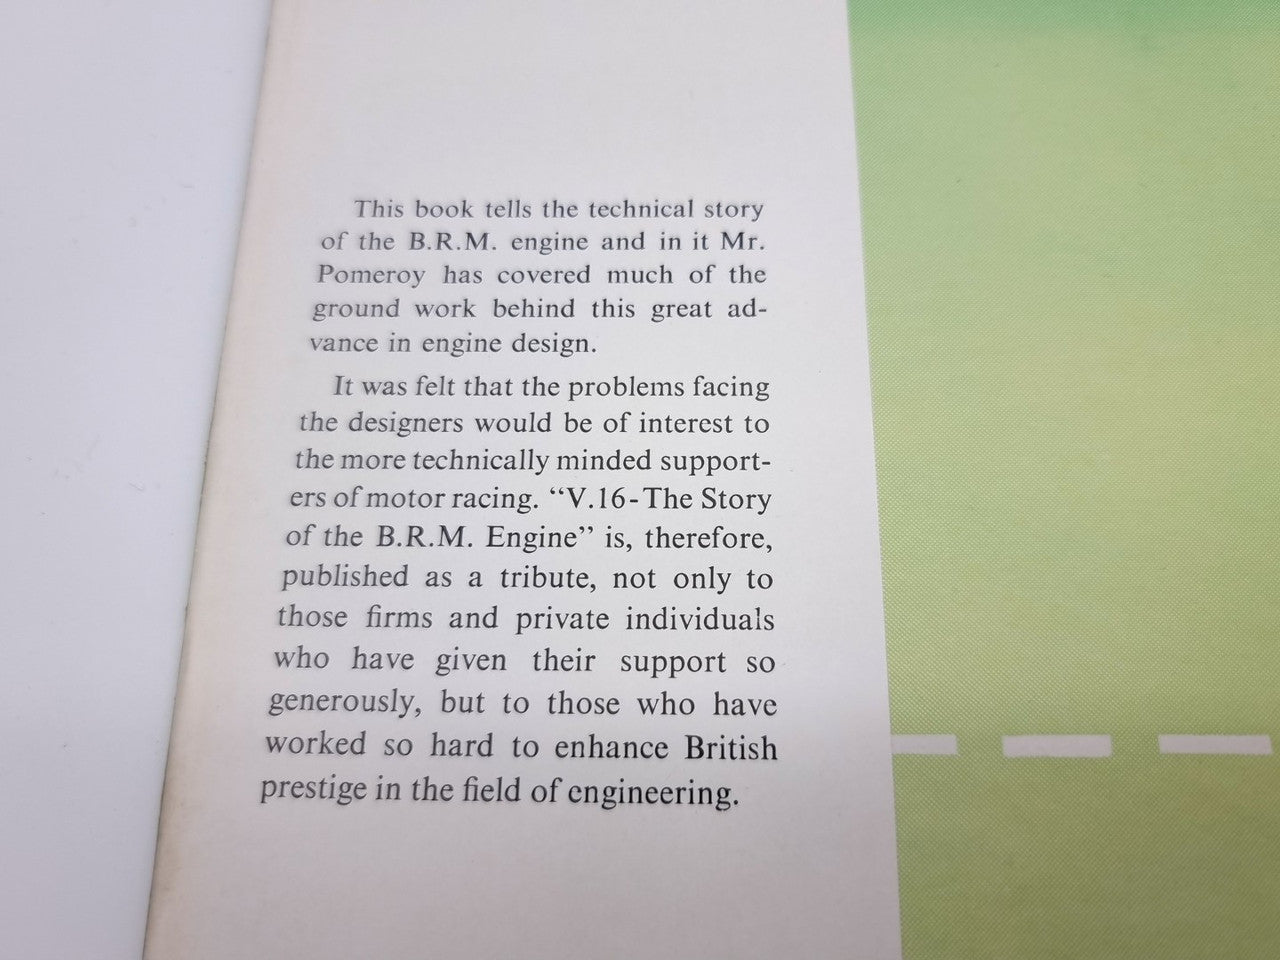 This book tells the technical story
of the B.R.M. engine and in it Mr.
Pomeroy has covered much of the
ground work behind this great ad-
vance in engine design.
It was felt that the problems facing
the designers would be of interest to
the more technically minded support-
ers of motor racing. “V.16-The Story
of the B.R.M. Engine” is, therefore,
published as a tribute, not only to
those firms and private individuals
who have given their support so
generously, but to those who have
worked so hard to enhance British
prestige in the field of engineering.